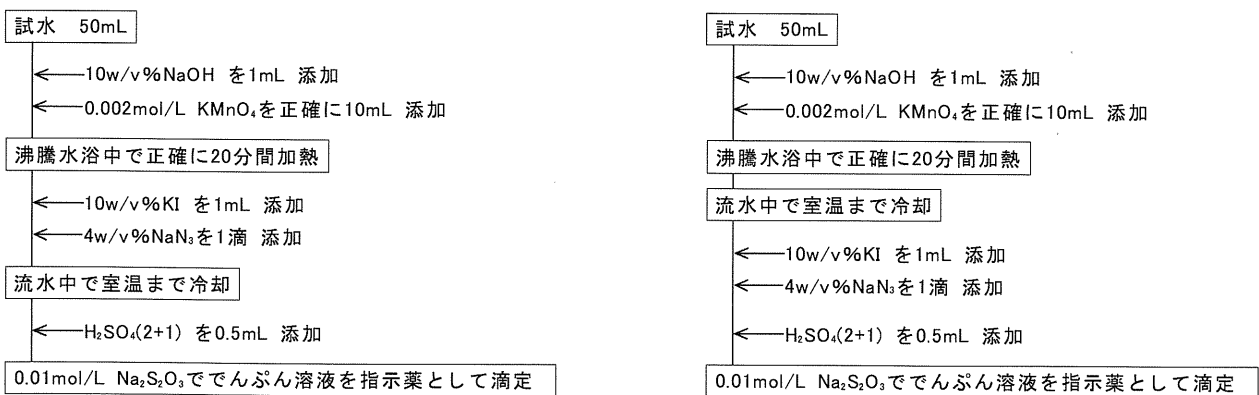 試水　50mL
10w/v%NaOH を1mL 添加
0.002mol/L KMnO₄を正確に10mL 添加
沸騰水浴中で正確に20分間加熱
10w/v%KI を1mL 添加
4w/v%NaN₃を1滴 添加
流水中で室温まで冷却
H₂SO₄(2+1) を0.5mL 添加
0.01mol/L Na₂S₂O₃ででんぷん溶液を指示薬として滴定
試水　50mL
10w/v%NaOH を1mL 添加
0.002mol/L KMnO₄を正確に10mL 添加
沸騰水浴中で正確に20分間加熱
流水中で室温まで冷却
10w/v%KI を1mL 添加
4w/v%NaN₃を1滴 添加
H₂SO₄(2+1) を0.5mL 添加
0.01mol/L Na₂S₂O₃ででんぷん溶液を指示薬として滴定